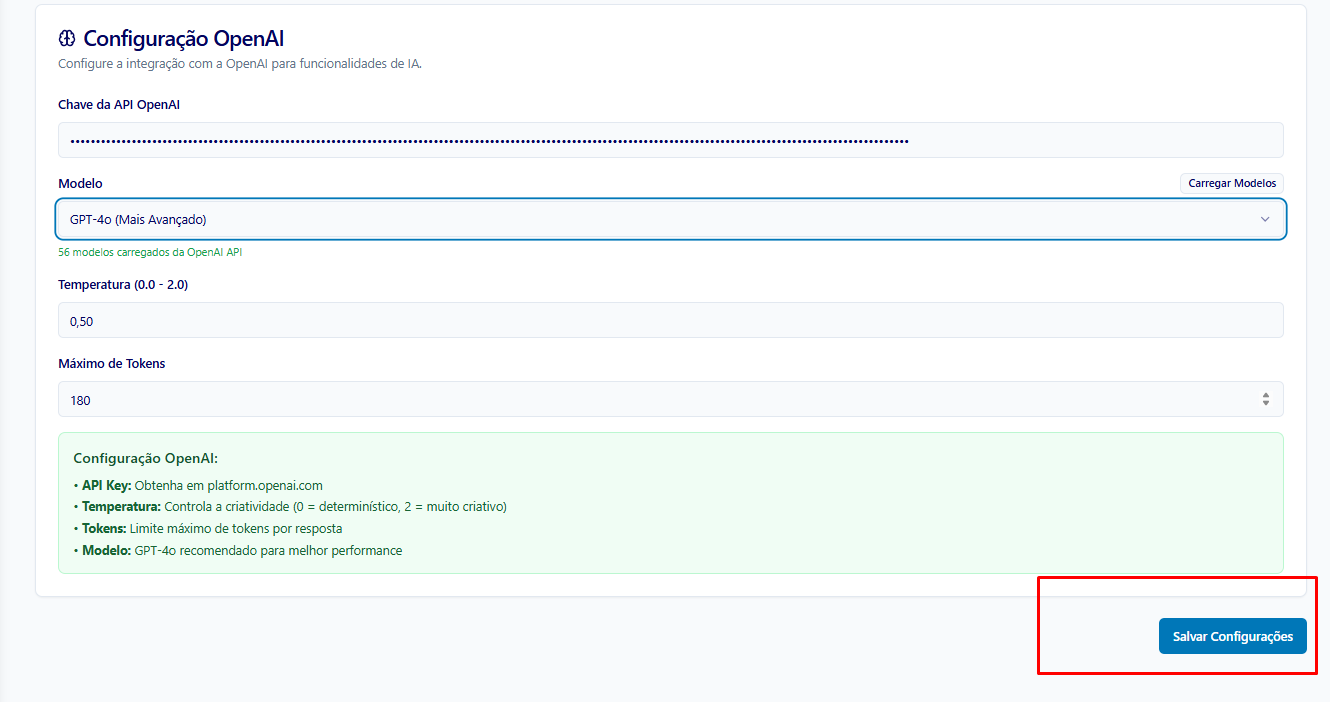 Configuração OpenAI
Configure a integração com a OpenAI para funcionalidades de IA.
Chave da API OpenAI
Modelo
Carregar Modelos
GPT-4o (Mais Avançado)
56 modelos carregados da OpenAI API
Temperatura (0.0 - 2.0)
0,50
Máximo de Tokens
180
Configuração OpenAI:
• API Key: Obtenha em platform.openai.com
• Temperatura: Controla a criatividade (0 = determinístico, 2 = muito criativo)
• Tokens: Limite máximo de tokens por resposta
• Modelo: GPT-4o recomendado para melhor performance
Salvar Configurações